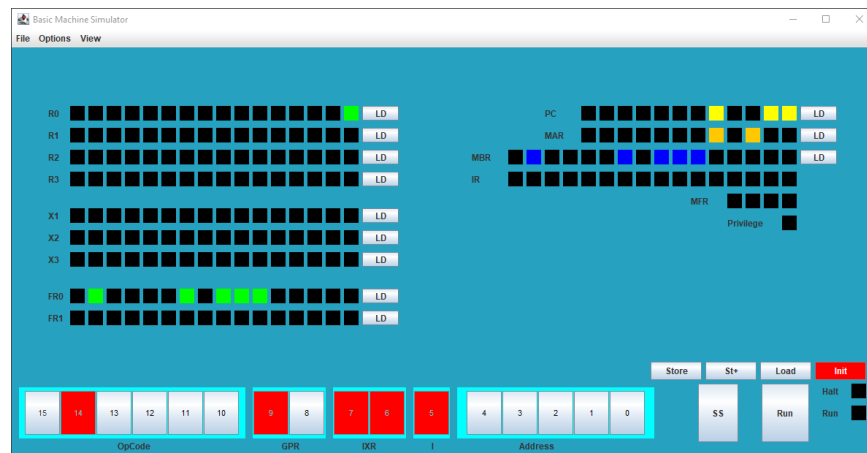 Basic Machine Simulator
File Options View
R0 LD PC LD
R1 LD MAR LD
R2 LD MBR LD
R3 LD IR
MFR
X1 LD Privilege
X2 LD
X3 LD
FR0 LD
FR1 LD
Store St+ Load Init
Halt
15 14 13 12 11 10 9 8 7 6 5 4 3 2 1 0 SS Run Run
OpCode GPR IXR I Address